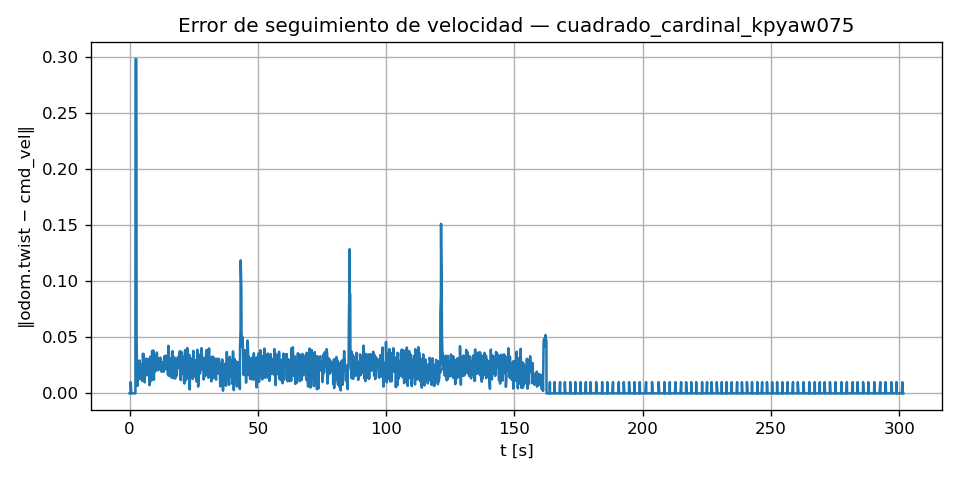 Error de seguimiento de velocidad — cuadrado_cardinal_kpyaw075
‖odom.twist − cmd_vel‖
0.30
0.25
0.20
0.15
0.10
0.05
0.00
0 50 100 150 200 250 300
t [s]